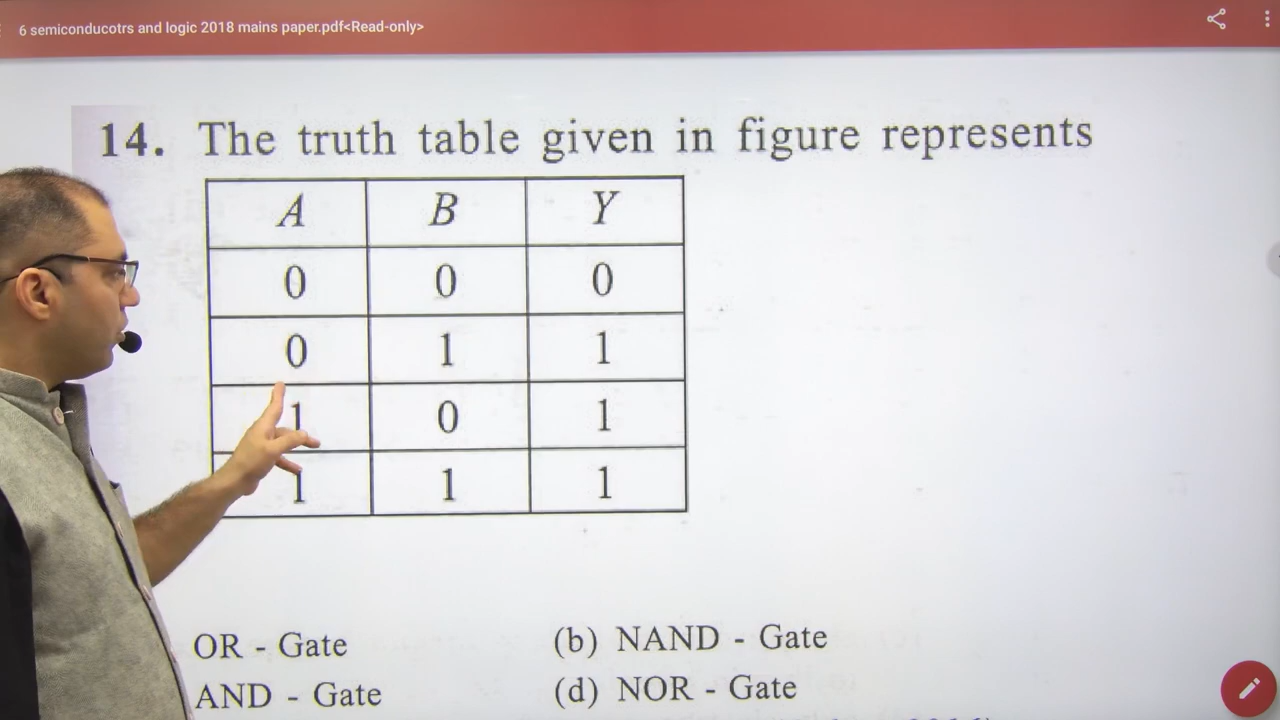 6 semiconducotrs and logic 2018 mains paper.pdf<Read-only>
14. The truth table given in figure represents
A B Y
0 0 0
0 1 1
1 0 1
1 1 1
OR - Gate (b) NAND - Gate
AND - Gate (d) NOR - Gate